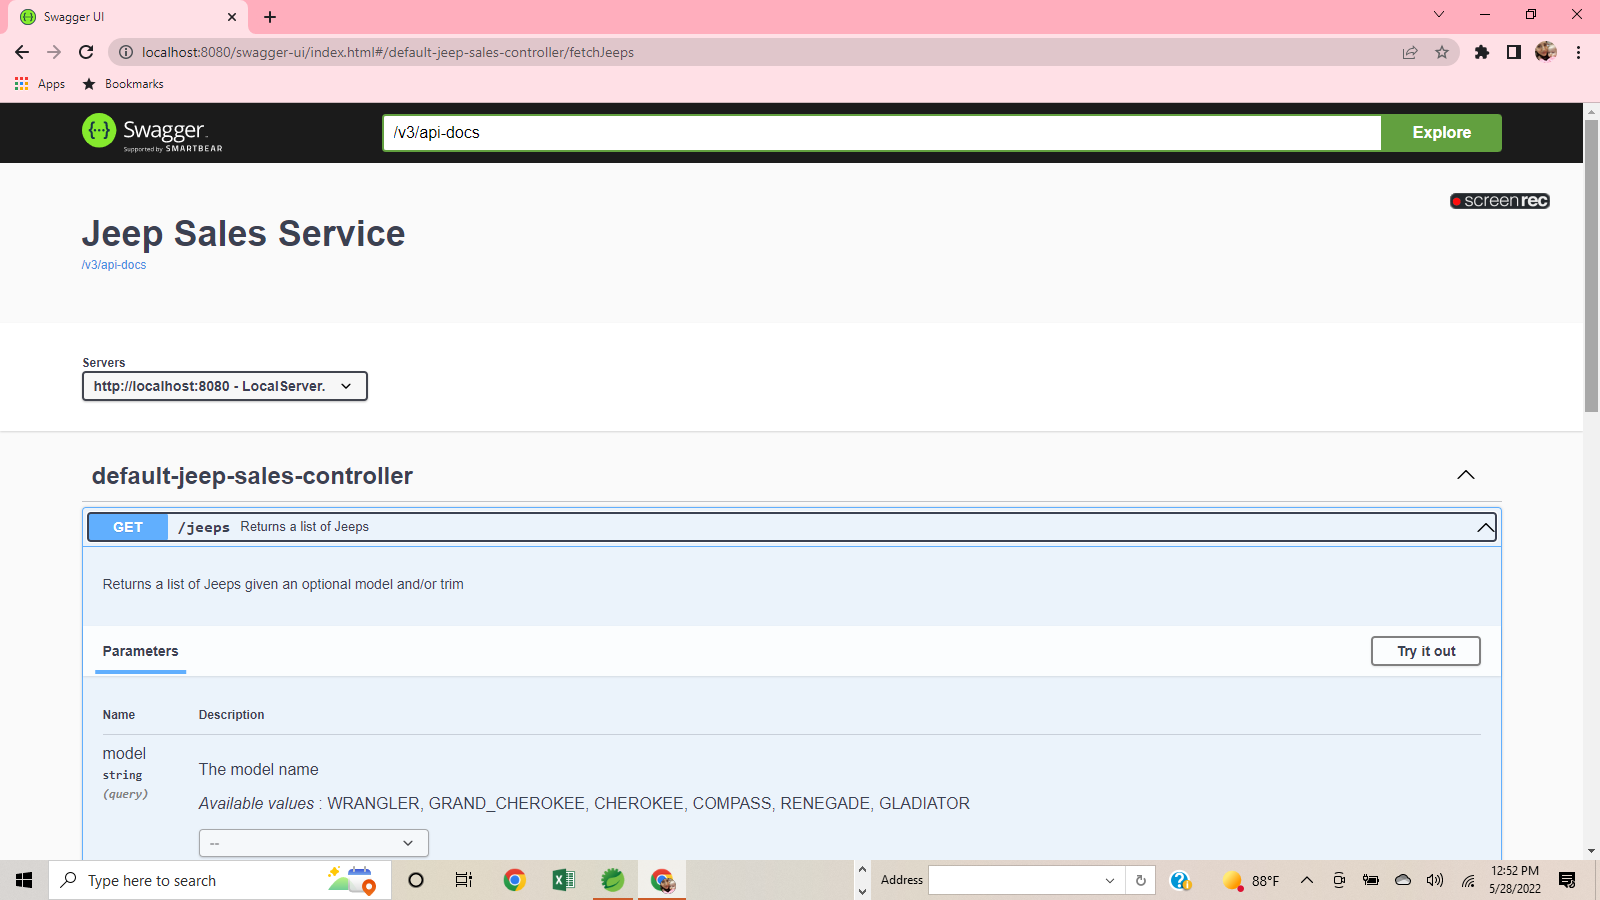 Swagger UI
localhost:8080/swagger-ui/index.html#/default-jeep-sales-controller/fetchJeeps
Apps
Bookmarks
Swagger.
Supported by SMARTBEAR
/v3/api-docs
Explore
screenrec
Jeep Sales Service
/v3/api-docs
Servers
http://localhost:8080 - Local Server.
default-jeep-sales-controller
GET /jeeps Returns a list of Jeeps
Returns a list of Jeeps given an optional model and/or trim
Parameters
Try it out
Name Description
model
string
(query)
The model name
Available values : WRANGLER, GRAND_CHEROKEE, CHEROKEE, COMPASS, RENEGADE, GLADIATOR
--
Type here to search
Address
88°F
12:52 PM
5/28/2022